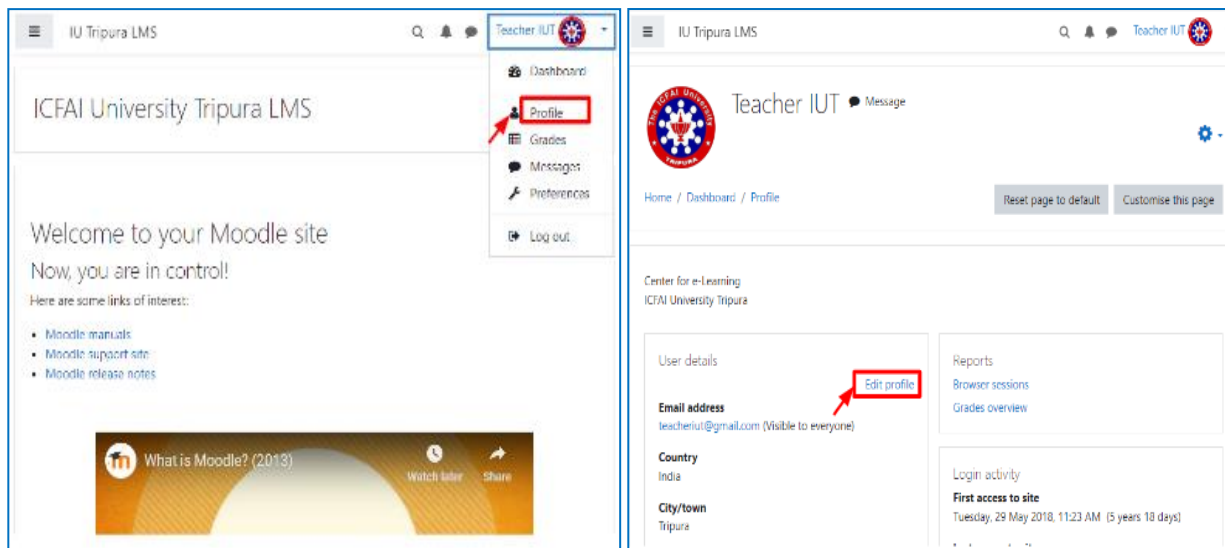 IU Tripura LMS
Teacher IUT
Dashboard
Profile
Grades
Messages
Preferences
Log out
ICFAI University Tripura LMS
Welcome to your Moodle site
Now, you are in control!
Here are some links of interest:
Moodle manuals
Moodle support site
Moodle release notes
What is Moodle? (2013)
Watch later
Share
IU Tripura LMS
Teacher IUT
The ICFAI University
TRIPURA
Teacher IUT Message
Home / Dashboard / Profile
Reset page to default
Customise this page
Center for e-Learning
ICFAI University Tripura
User details
Edit profile
Email address
teacheriut@gmail.com (Visible to everyone)
Country
India
City/town
Tripura
Reports
Browser sessions
Grades overview
Login activity
First access to site
Tuesday, 29 May 2018, 11:23 AM (5 years 18 days)